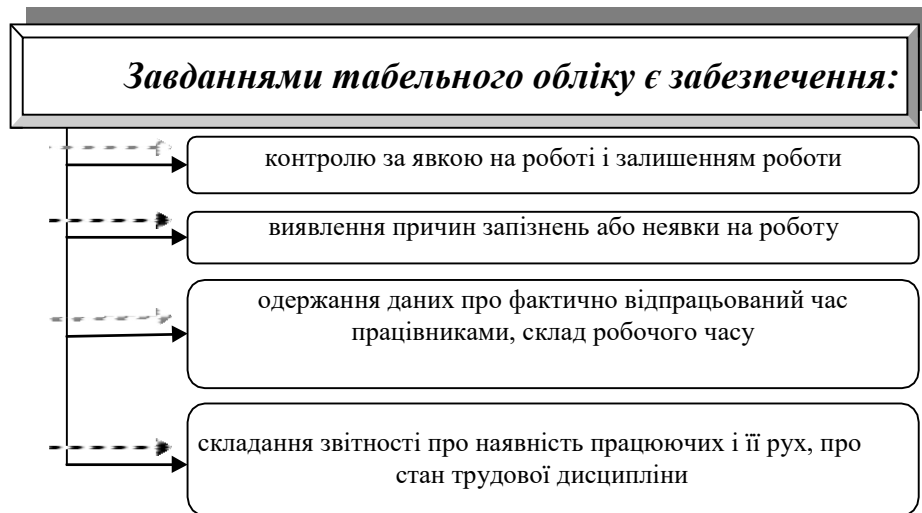 Завданнями табельного обліку є забезпечення:
контролю за явкою на роботі і залишенням роботи
виявлення причин запізнень або неявки на роботу
одержання даних про фактично відпрацьований час
працівниками, склад робочого часу
складання звітності про наявність працюючих і її рух, про
стан трудової дисципліни